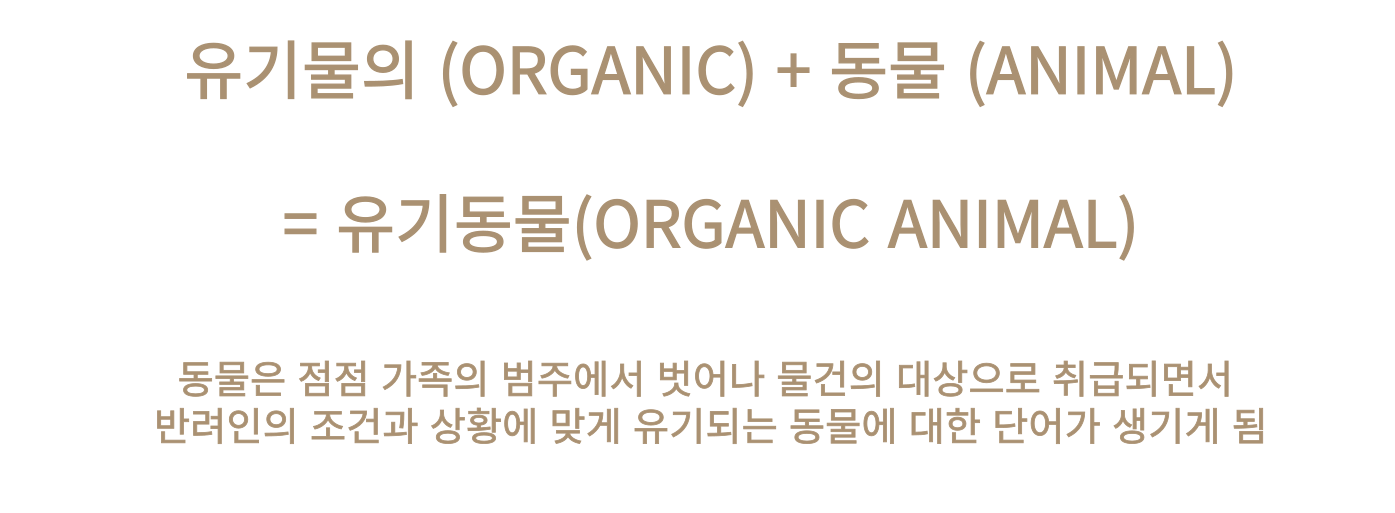 유기물의 (ORGANIC) + 동물 (ANIMAL)
= 유기동물(ORGANIC ANIMAL)
동물은 점점 가족의 범주에서 벗어나 물건의 대상으로 취급되면서
반려인의 조건과 상황에 맞게 유기되는 동물에 대한 단어가 생기게 됨